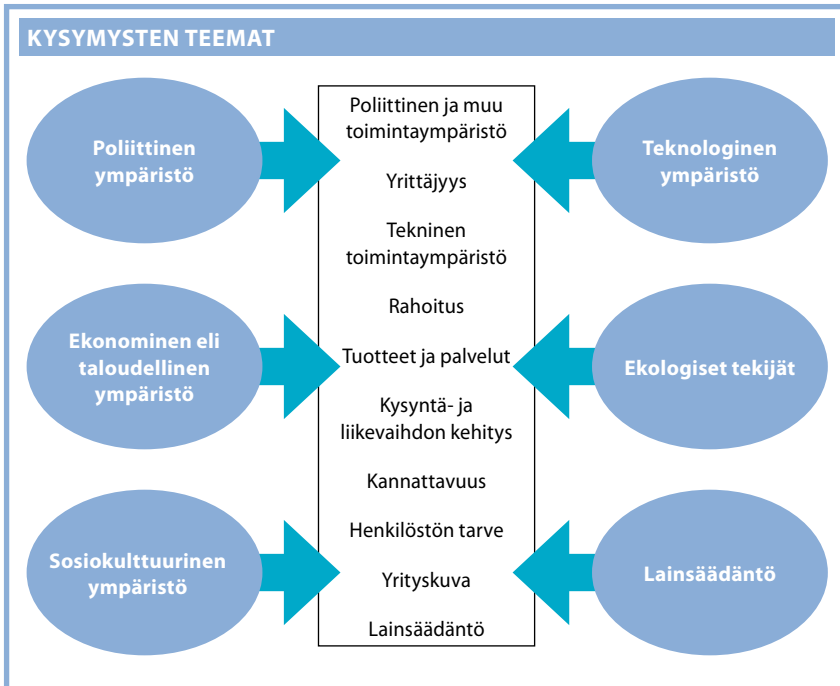 KYSYMYSTEN TEEMAT
Poliittinen
ympäristö
Ekonominen eli
taloudellinen
ympäristö
Sosiokulttuurinen
ympäristö
Poliittinen ja muu
toimintaympäristö
Yrittäjyys
Tekninen
toimintaympäristö
Rahoitus
Tuotteet ja palvelut
Kysyntä- ja
liikevaihdon kehitys
Kannattavuus
Henkilöstön tarve
Yrityskuva
Lainsäädäntö
Teknologinen
ympäristö
Ekologiset tekijät
Lainsäädäntö